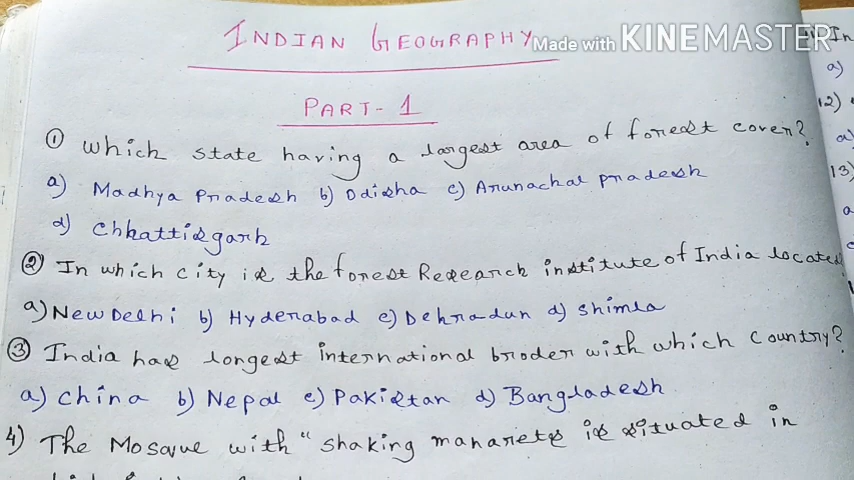 INDIAN GEOGRAPHY
Made with KINEMASTER
PART-1
① Which state having a largest area of forest cover?
a) Madhya Pradesh b) Odisha c) Arunachal pradesh
d) Chhattisgarh
② In which city is the forest Research institute of India located
a) New Delhi b) Hyderabad c) Dehradun d) Shimla
③ India has longest international broder with which country?
a) China b) Nepal c) Pakistan d) Bangladesh
4) The Mosque with "shaking manarets is situated in
In
a)
12)
a)
13)
a